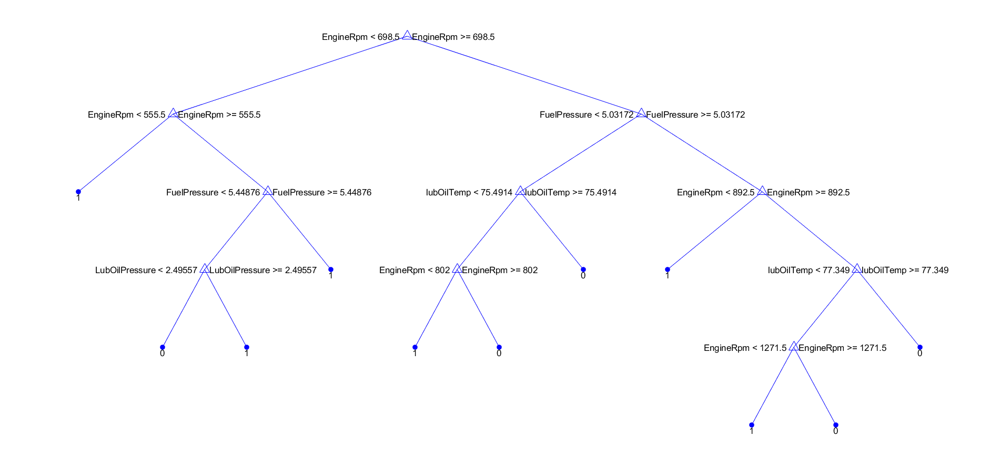 EngineRpm < 698.5 EngineRpm >= 698.5
EngineRpm < 555.5 EngineRpm >= 555.5
FuelPressure < 5.03172 FuelPressure >= 5.03172
1
FuelPressure < 5.44876 FuelPressure >= 5.44876
lubOilTemp < 75.4914 lubOilTemp >= 75.4914
EngineRpm < 892.5 EngineRpm >= 892.5
LubOilPressure < 2.49557 LubOilPressure >= 2.49557
1
EngineRpm < 802 EngineRpm >= 802
0
1
lubOilTemp < 77.349 lubOilTemp >= 77.349
0
1
1
0
EngineRpm < 1271.5 EngineRpm >= 1271.5
0
1
0